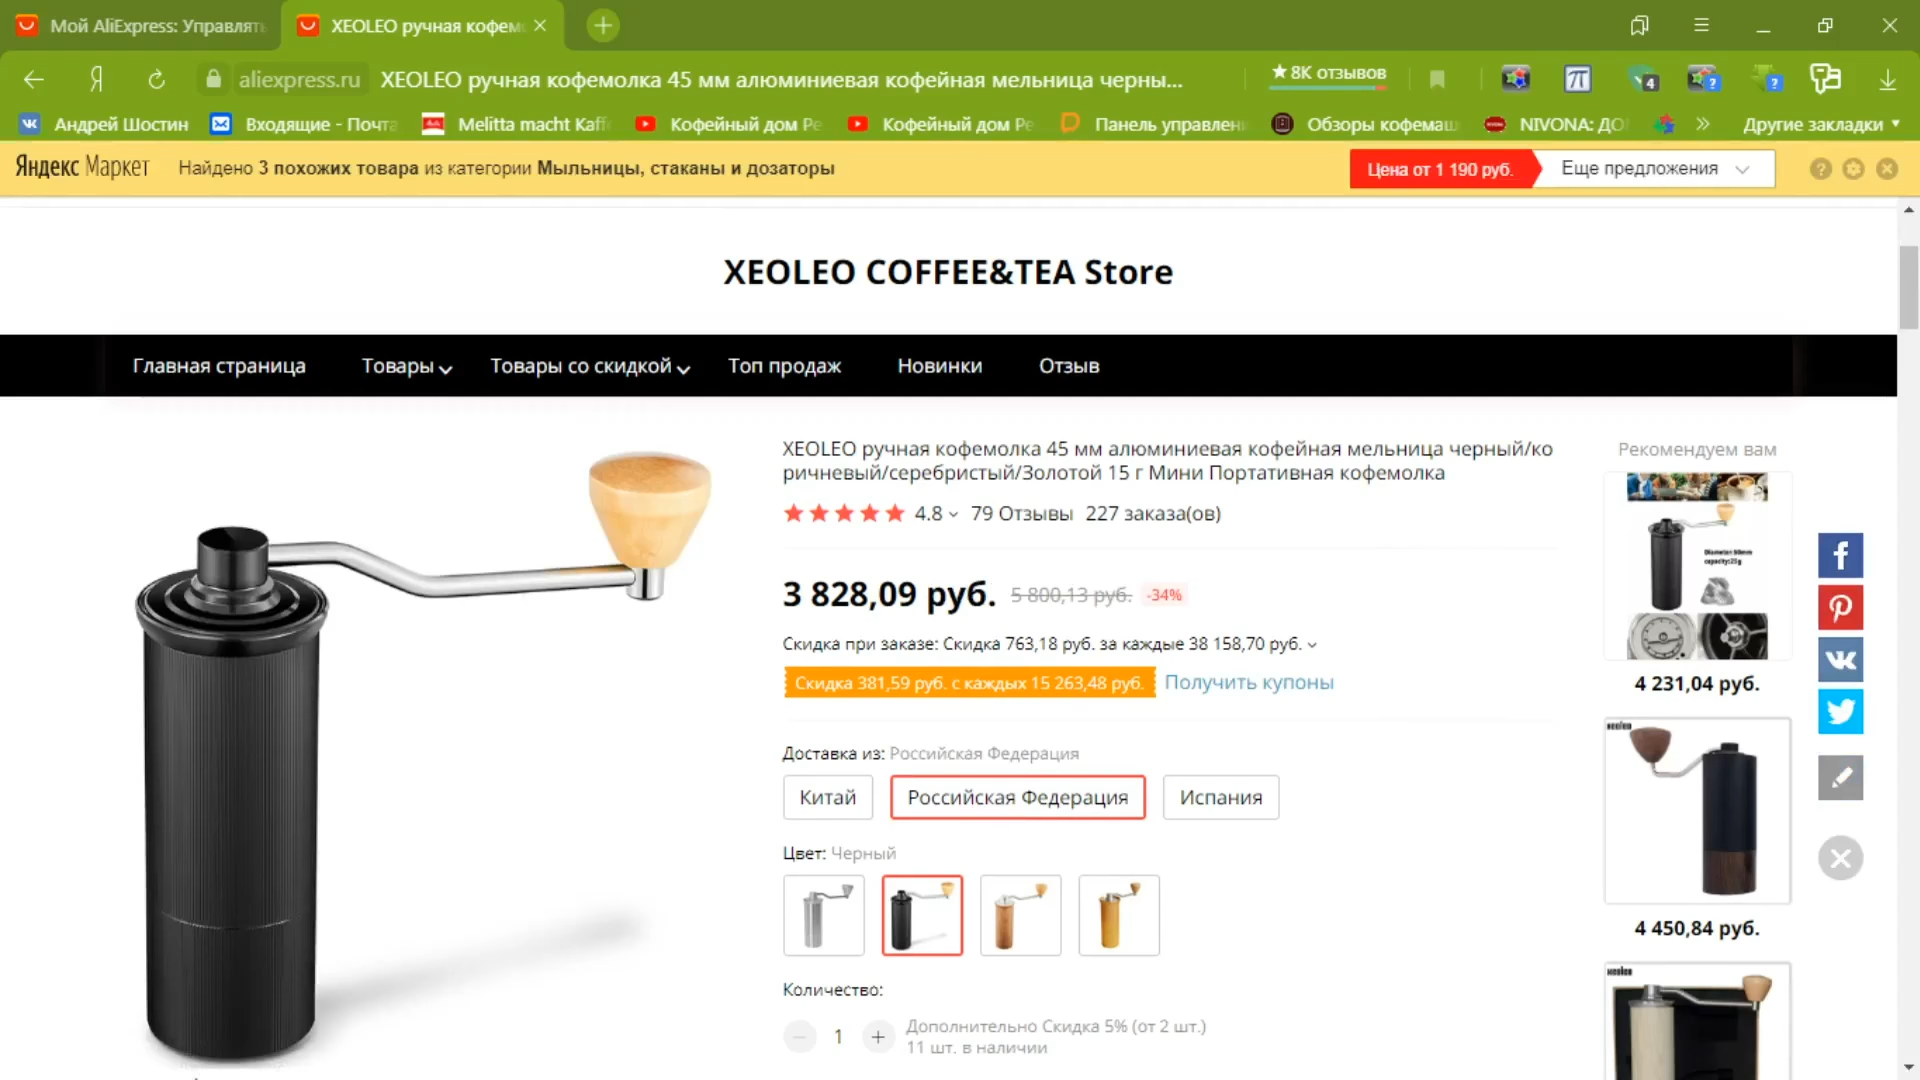 Мой AliExpress: Управлять
XEOLEO ручная кофем
aliexpress.ru
XEOLEO ручная кофемолка 45 мм алюминиевая кофейная мельница черны...
★ 8К отзывов
4
?
?
Андрей Шостин
Входящие - Почта
Melitta macht Kaff
Кофейный дом Ре
Кофейный дом Ре
Панель управлен
Обзоры кофемаш
NIVONA: ДО
Другие закладки
Яндекс Маркет
Найдено 3 похожих товара из категории Мыльницы, стаканы и дозаторы
Цена от 1 190 руб.
Еще предложения
XEOLEO COFFEE&TEA Store
Главная страница
Товары
Товары со скидкой
Топ продаж
Новинки
Отзыв
XEOLEO ручная кофемолка 45 мм алюминиевая кофейная мельница черный/ко
ричневый/серебристый/Золотой 15 г Мини Портативная кофемолка
4.8
79 Отзывы
227 заказа(ов)
3 828,09 руб.
5 800,13 руб.
-34%
Скидка при заказе: Скидка 763,18 руб. за каждые 38 158,70 руб.
Скидка 381,59 руб. с каждых 15 263,48 руб.
Получить купоны
Доставка из: Российская Федерация
Китай
Российская Федерация
Испания
Цвет: Черный
Количество:
1
Дополнительно Скидка 5% (от 2 шт.)
11 шт. в наличии
Рекомендуем вам
Diameter:50mm
capacity:25g
4 231,04 руб.
xeoleo
4 450,84 руб.
xeoleo